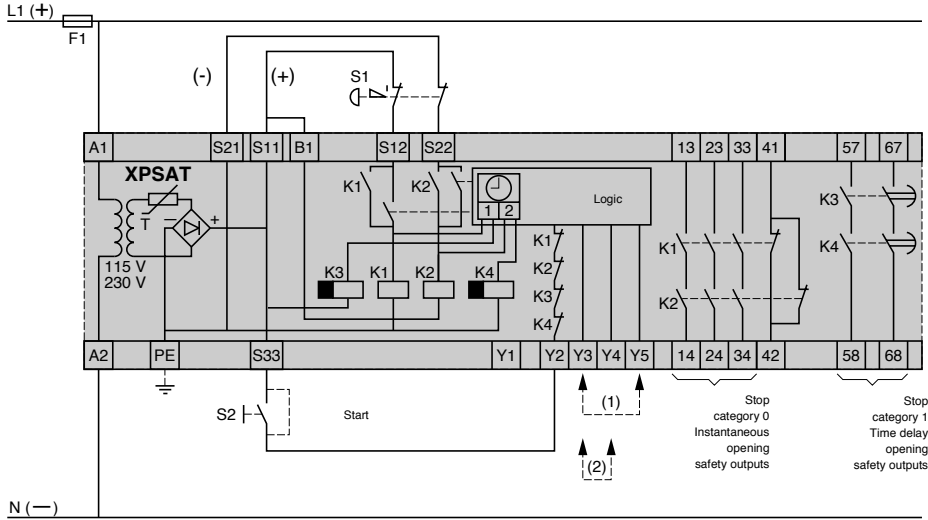 L1 (+)
F1
(-)
(+)
S1
A1
S21
S11
B1
S12
S22
13
23
33
41
57
67
XPSAT
T
−
+
115 V
230 V
K1
K2
1
2
Logic
K3
K1
K2
K4
K1
K2
K3
K4
K1
K2
K3
K4
A2
PE
S33
Y1
Y2
Y3
Y4
Y5
14
24
34
42
58
68
S2
Start
(1)
(2)
Stop
category 0
Instantaneous
opening
safety outputs
Stop
category 1
Time delay
opening
safety outputs
N (—)